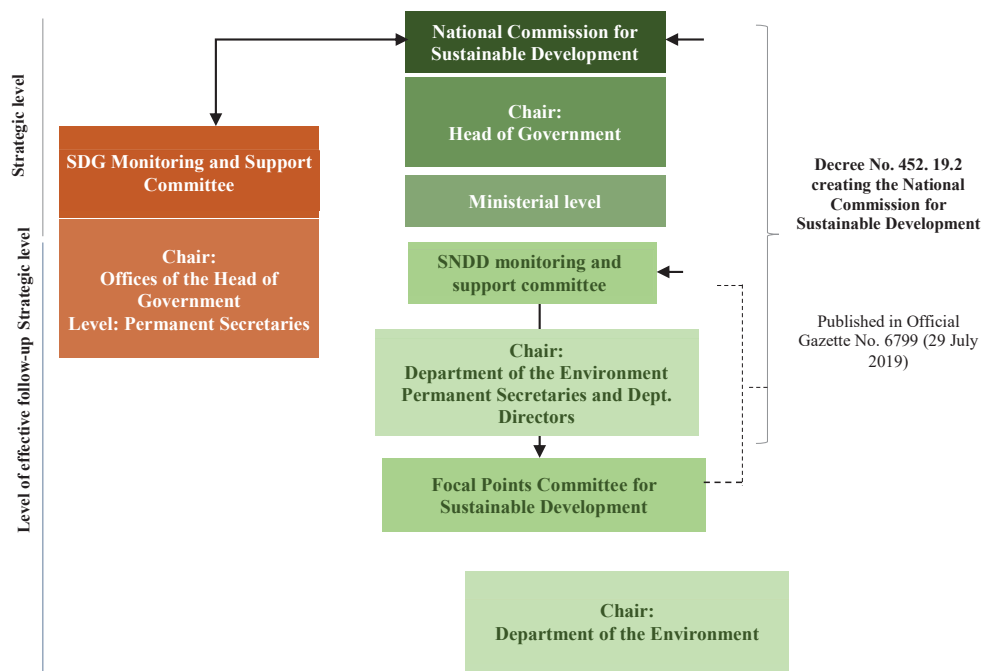 Strategic level
Level of effective follow-up Strategic level
National Commission for
Sustainable Development
Chair:
Head of Government
Ministerial level
SDG Monitoring and Support
Committee
Chair:
Offices of the Head of
Government
Level: Permanent Secretaries
SNDD monitoring and
support committee
Chair:
Department of the Environment
Permanent Secretaries and Dept.
Directors
Focal Points Committee for
Sustainable Development
Chair:
Department of the Environment
Decree No. 452. 19.2
creating the National
Commission for
Sustainable Development
Published in Official
Gazette No. 6799 (29 July
2019)